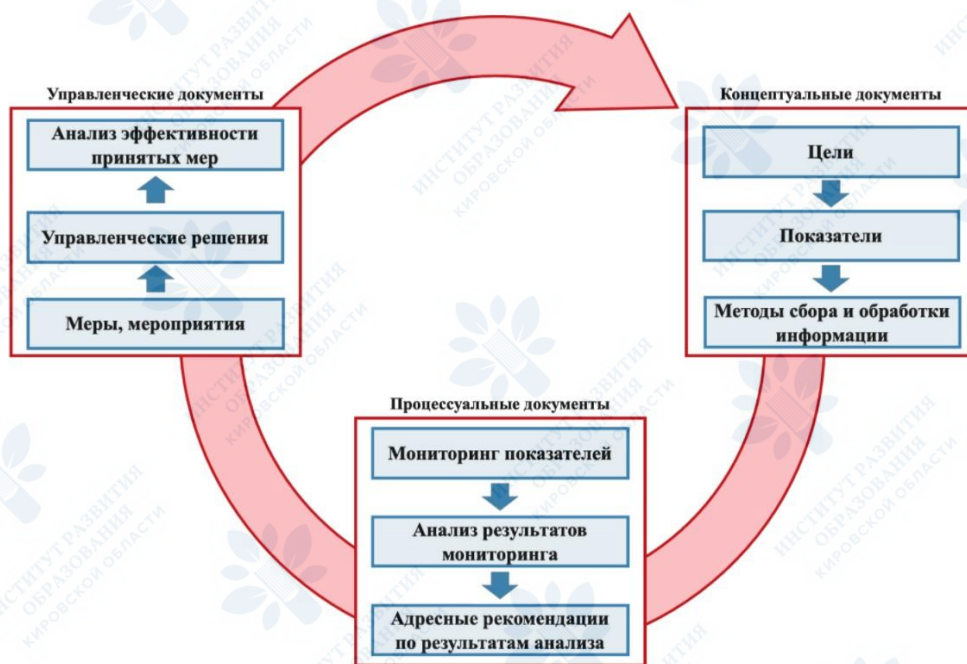 Управленческие документы
Анализ эффективности
принятых мер
Управленческие решения
Меры, мероприятия
Концептуальные документы
Цели
Показатели
Методы сбора и обработки
информации
Процессуальные документы
Мониторинг показателей
Анализ результатов
мониторинга
Адресные рекомендации
по результатам анализа
ИНСТИТУТ РАЗВИТИЯ
ОБРАЗОВАНИЯ
КИРОВСКОЙ ОБЛАСТИ